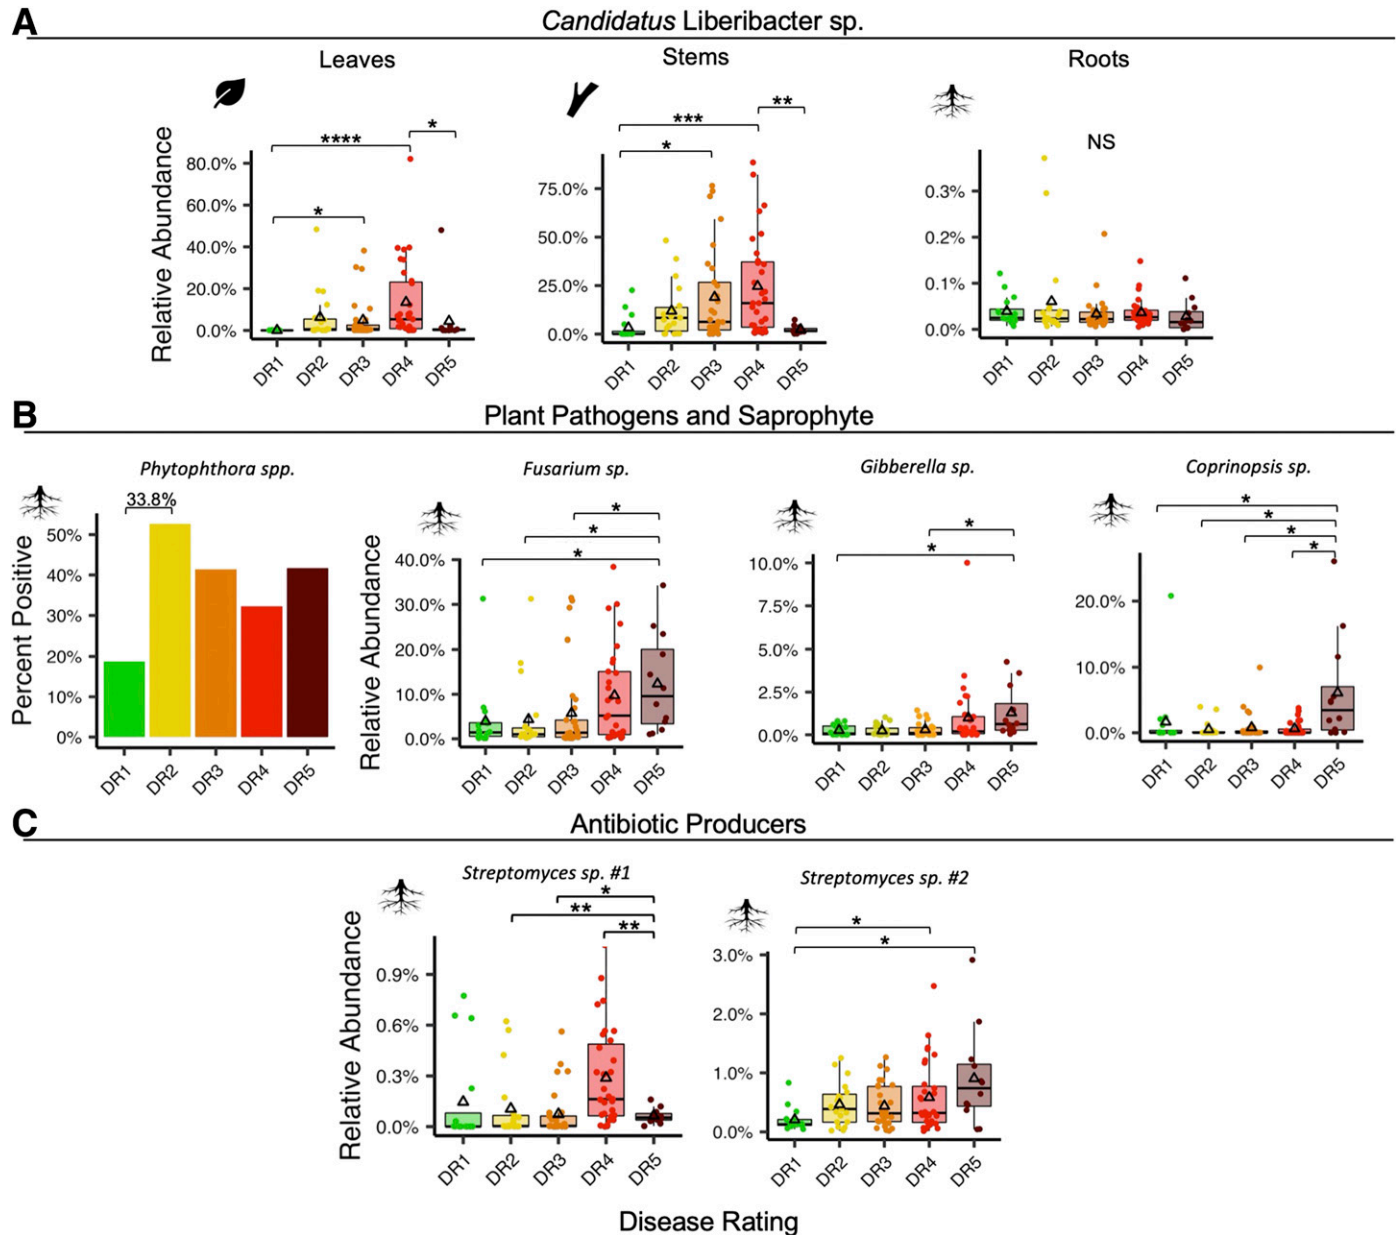 A
Candidatus Liberibacter sp.
Leaves
Stems
Roots
Relative Abundance
80.0%
60.0%
40.0%
20.0%
0.0%
****
*
*
DR1
DR2
DR3
DR4
DR5
75.0%
50.0%
25.0%
0.0%
**
***
*
DR1
DR2
DR3
DR4
DR5
NS
0.3%
0.2%
0.1%
0.0%
DR1
DR2
DR3
DR4
DR5
B
Plant Pathogens and Saprophyte
Phytophthora spp.
Fusarium sp.
Gibberella sp.
Coprinopsis sp.
Percent Positive
33.8%
50%
40%
30%
20%
10%
0%
DR1
DR2
DR3
DR4
DR5
Relative Abundance
40.0%
30.0%
20.0%
10.0%
0.0%
*
*
*
DR1
DR2
DR3
DR4
DR5
10.0%
7.5%
5.0%
2.5%
0.0%
*
*
DR1
DR2
DR3
DR4
DR5
20.0%
10.0%
0.0%
*
*
*
*
DR1
DR2
DR3
DR4
DR5
C
Antibiotic Producers
Streptomyces sp. #1
Streptomyces sp. #2
Relative Abundance
0.9%
0.6%
0.3%
0.0%
*
**
**
DR1
DR2
DR3
DR4
DR5
3.0%
2.0%
1.0%
0.0%
*
*
DR1
DR2
DR3
DR4
DR5
Disease Rating